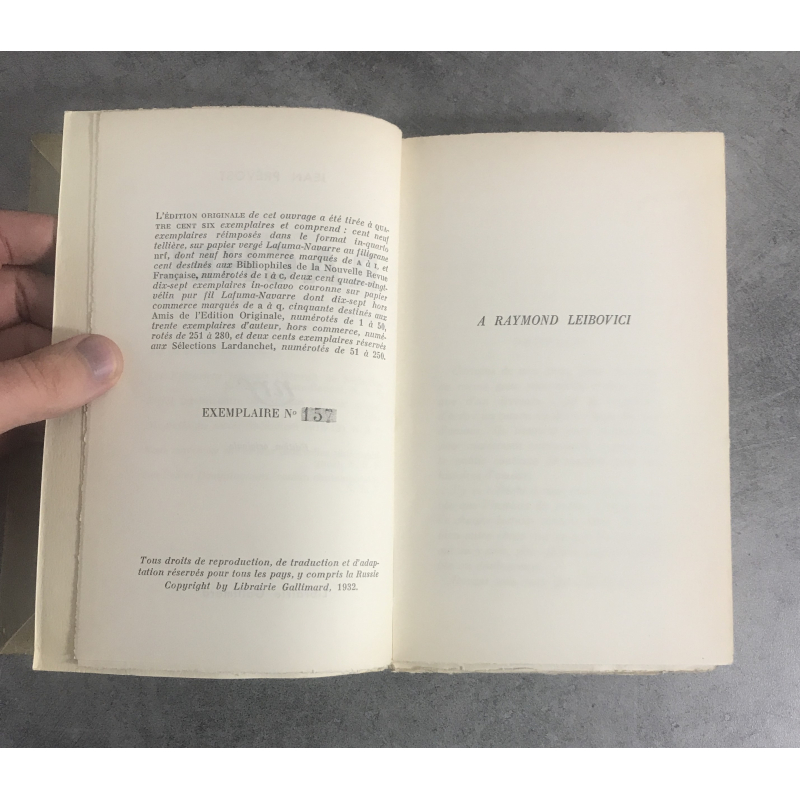 L'ÉDITION ORIGINALE de cet ouvrage a été tirée à QUA-
TRE CENT SIX exemplaires et comprend : cent neuf
exemplaires réimposés dans le format in-quarto
tellière, sur papier vergé Lafuma-Navarre au filigrane
nrf, dont neuf hors commerce marqués de A à I, et
cent destinés aux Bibliophiles de la Nouvelle Revue
Française, numérotés de I à C, deux cent quatre-vingt-
dix-sept exemplaires in-octavo couronne sur papier
vélin pur fil Lafuma-Navarre dont dix-sept hors
commerce marqués de a à q, cinquante destinés aux
Amis de l'Edition Originale, numérotés de 1 à 50,
trente exemplaires d'auteur, hors commerce, numé-
rotés de 251 à 280, et deux cents exemplaires réservés
aux Sélections Lardanchet, numérotés de 51 à 250.
EXEMPLAIRE No 157
Tous droits de reproduction, de traduction et d'adap-
tation réservés pour tous les pays, y compris la Russie
Copyright by Librairie Gallimard, 1932.
A RAYMOND LEIBOVICI